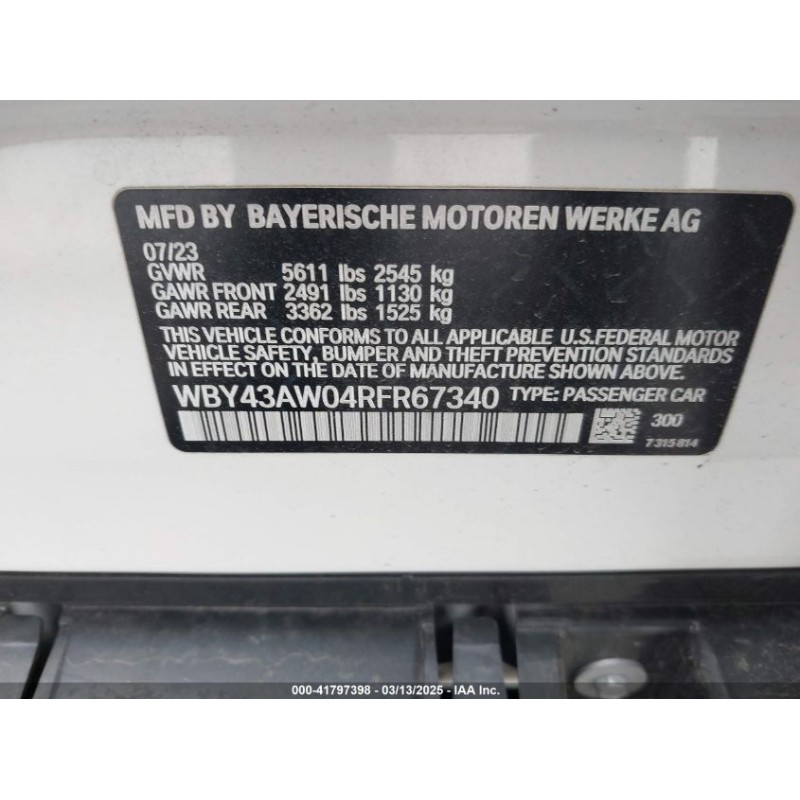 MFD BY BAYERISCHE MOTOREN WERKE AG
07/23
GVWR 5611 lbs 2545 kg
GAWR FRONT 2491 lbs 1130 kg
GAWR REAR 3362 lbs 1525 kg
THIS VEHICLE CONFORMS TO ALL APPLICABLE U.S.FEDERAL MOTOR
VEHICLE SAFETY, BUMPER AND THEFT PREVENTION STANDARDS
IN EFFECT ON THE DATE OF MANUFACTURE SHOWN ABOVE.
WBY43AW04RFR67340 TYPE: PASSENGER CAR
300
7 315 814
000-41797398 - 03/13/2025 - IAA Inc.